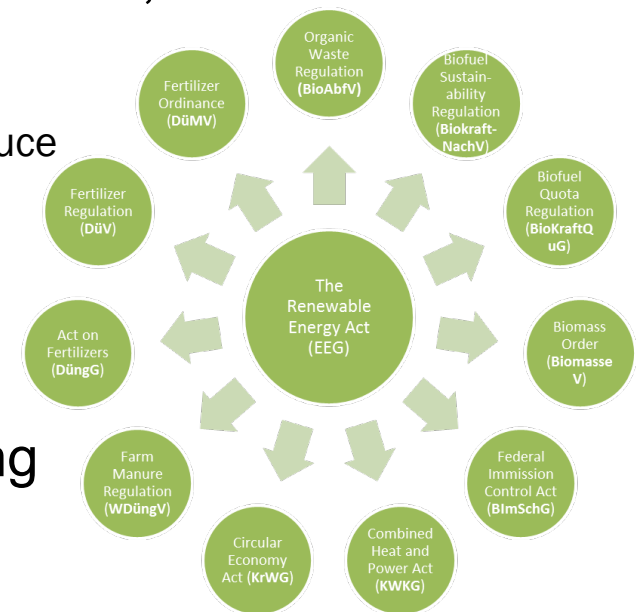 Organic
Waste
Regulation
(BioAbfV)
Biofuel
Sustain-
ability
Regulation
(Biokraft-
NachV)
Biofuel
Quota
Regulation
(BioKraftQ
uG)
Biomass
Order
(Biomasse
V)
Federal
Immission
Control Act
(BImSchG)
Combined
Heat and
Power Act
(KWKG)
Circular
Economy
Act (KrWG)
Farm
Manure
Regulation
(WDüngV)
Act on
Fertilizers
(DüngG)
Fertilizer
Regulation
(DüV)
Fertilizer
Ordinance
(DüMV)
The
Renewable
Energy Act
(EEG)
uce
ng